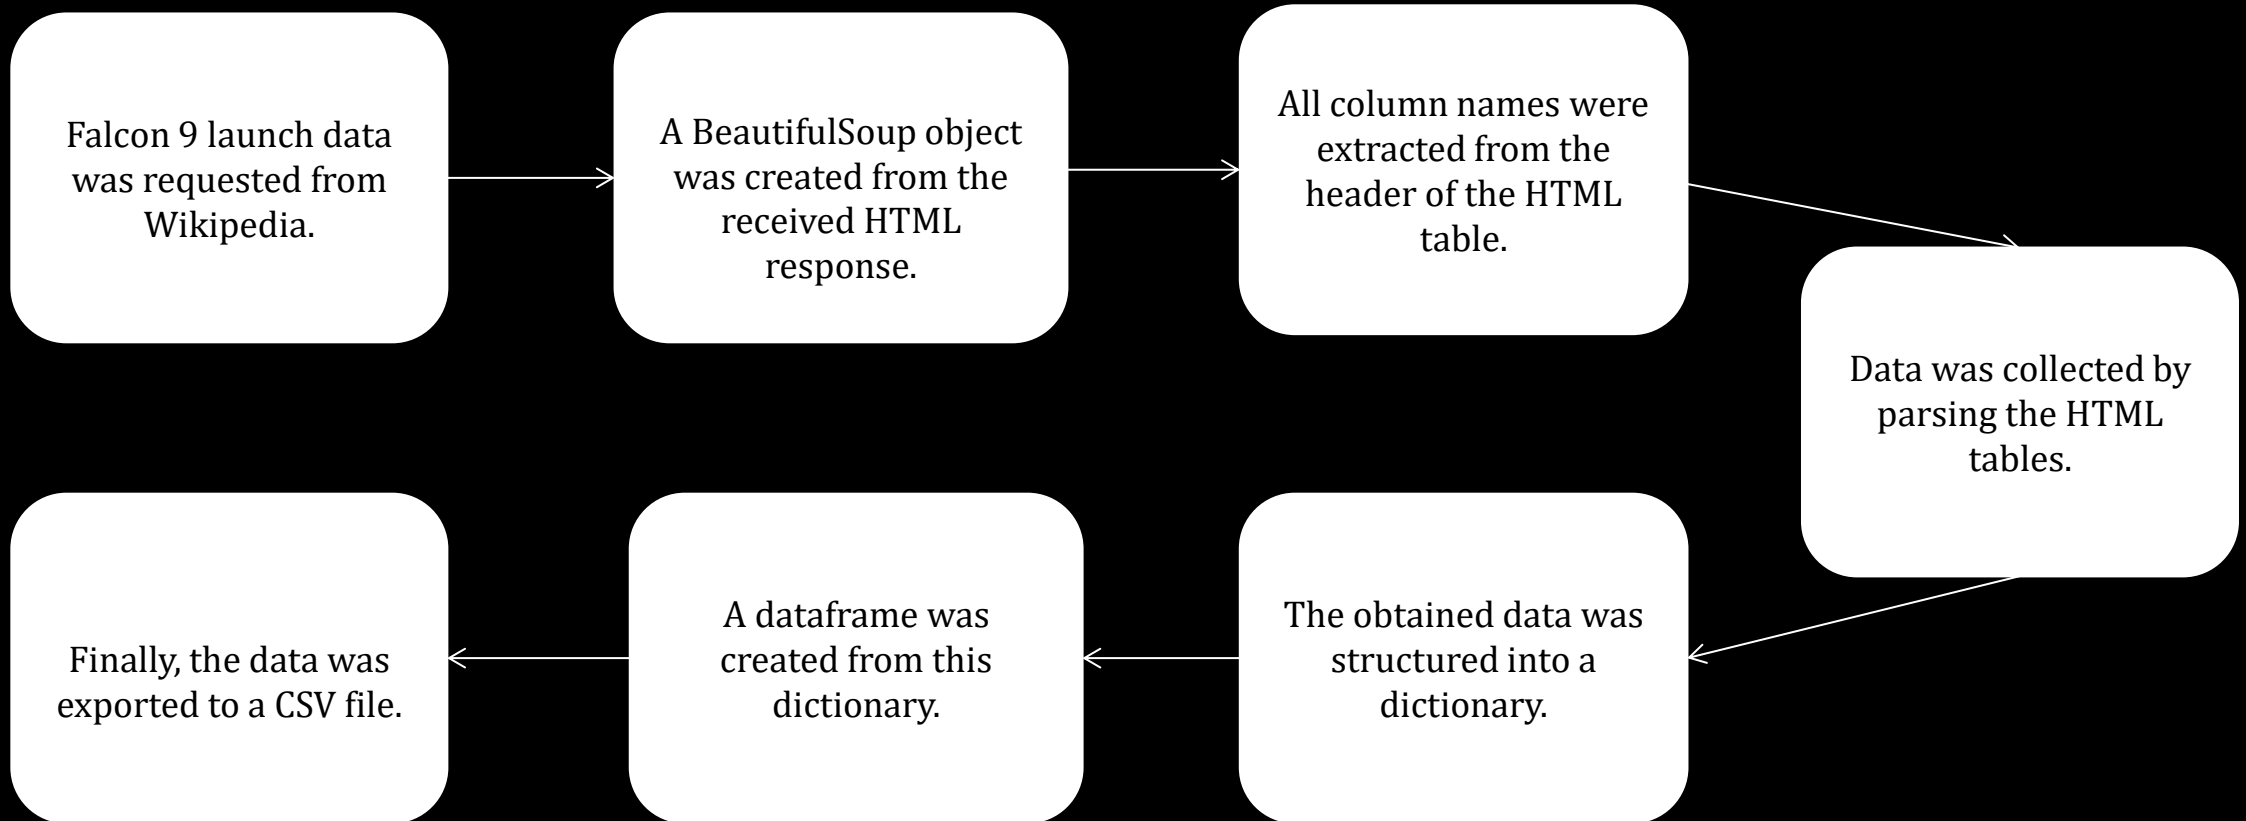 Falcon 9 launch data
was requested from
Wikipedia.
A BeautifulSoup object
was created from the
received HTML
response.
All column names were
extracted from the
header of the HTML
table.
Data was collected by
parsing the HTML
tables.
The obtained data was
structured into a
dictionary.
A dataframe was
created from this
dictionary.
Finally, the data was
exported to a CSV file.